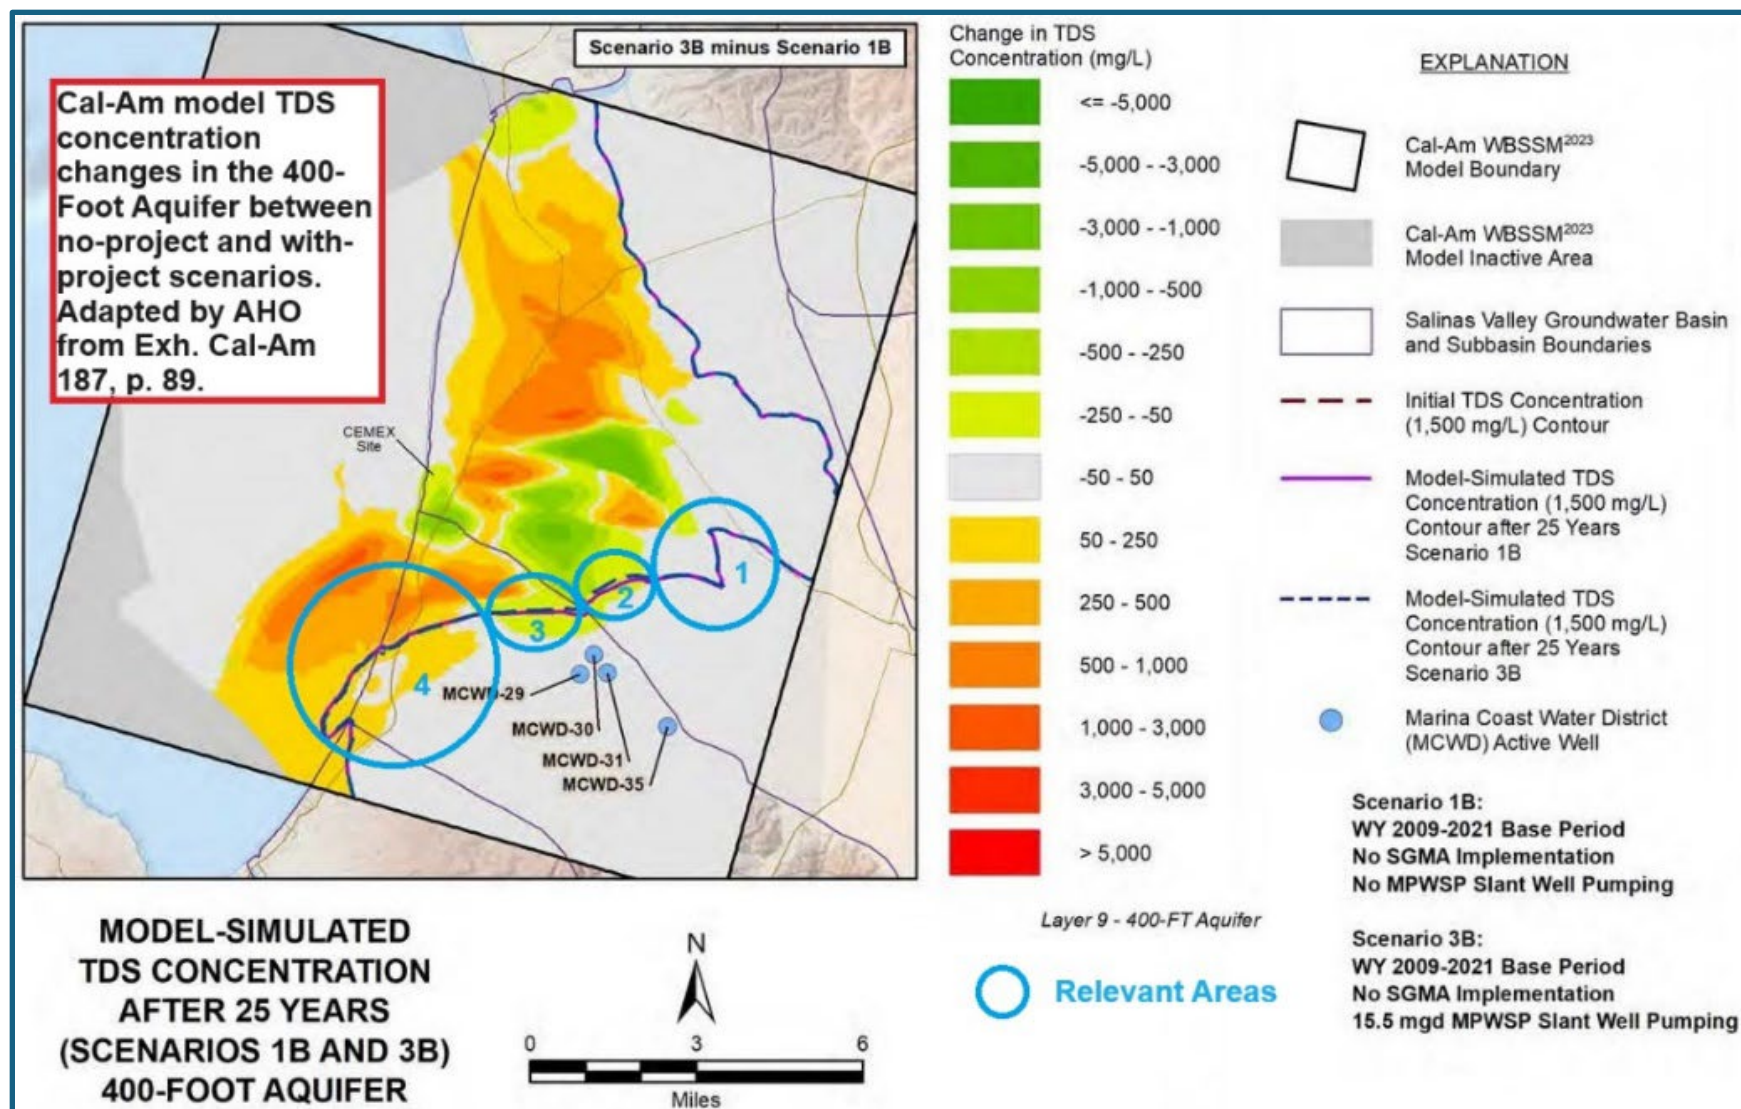 Scenario 3B minus Scenario 1B
Cal-Am model TDS
concentration
changes in the 400-
Foot Aquifer between
no-project and with-
project scenarios.
Adapted by AHO
from Exh. Cal-Am
187, p. 89.
CEMEX
Site
1
2
3
4
MCWD-29
MCWD-30
MCWD-31
MCWD-35
MODEL-SIMULATED
TDS CONCENTRATION
AFTER 25 YEARS
(SCENARIOS 1B AND 3B)
400-FOOT AQUIFER
N
0 3 6
Miles
Change in TDS
Concentration (mg/L)
<= -5,000
-5,000 - -3,000
-3,000 - -1,000
-1,000 - -500
-500 - -250
-250 - -50
-50 - 50
50 - 250
250 - 500
500 - 1,000
1,000 - 3,000
3,000 - 5,000
> 5,000
Layer 9 - 400-FT Aquifer
Relevant Areas
EXPLANATION
Cal-Am WBSSM²⁰²³
Model Boundary
Cal-Am WBSSM²⁰²³
Model Inactive Area
Salinas Valley Groundwater Basin
and Subbasin Boundaries
Initial TDS Concentration
(1,500 mg/L) Contour
Model-Simulated TDS
Concentration (1,500 mg/L)
Contour after 25 Years
Scenario 1B
Model-Simulated TDS
Concentration (1,500 mg/L)
Contour after 25 Years
Scenario 3B
Marina Coast Water District
(MCWD) Active Well
Scenario 1B:
WY 2009-2021 Base Period
No SGMA Implementation
No MPWSP Slant Well Pumping
Scenario 3B:
WY 2009-2021 Base Period
No SGMA Implementation
15.5 mgd MPWSP Slant Well Pumping